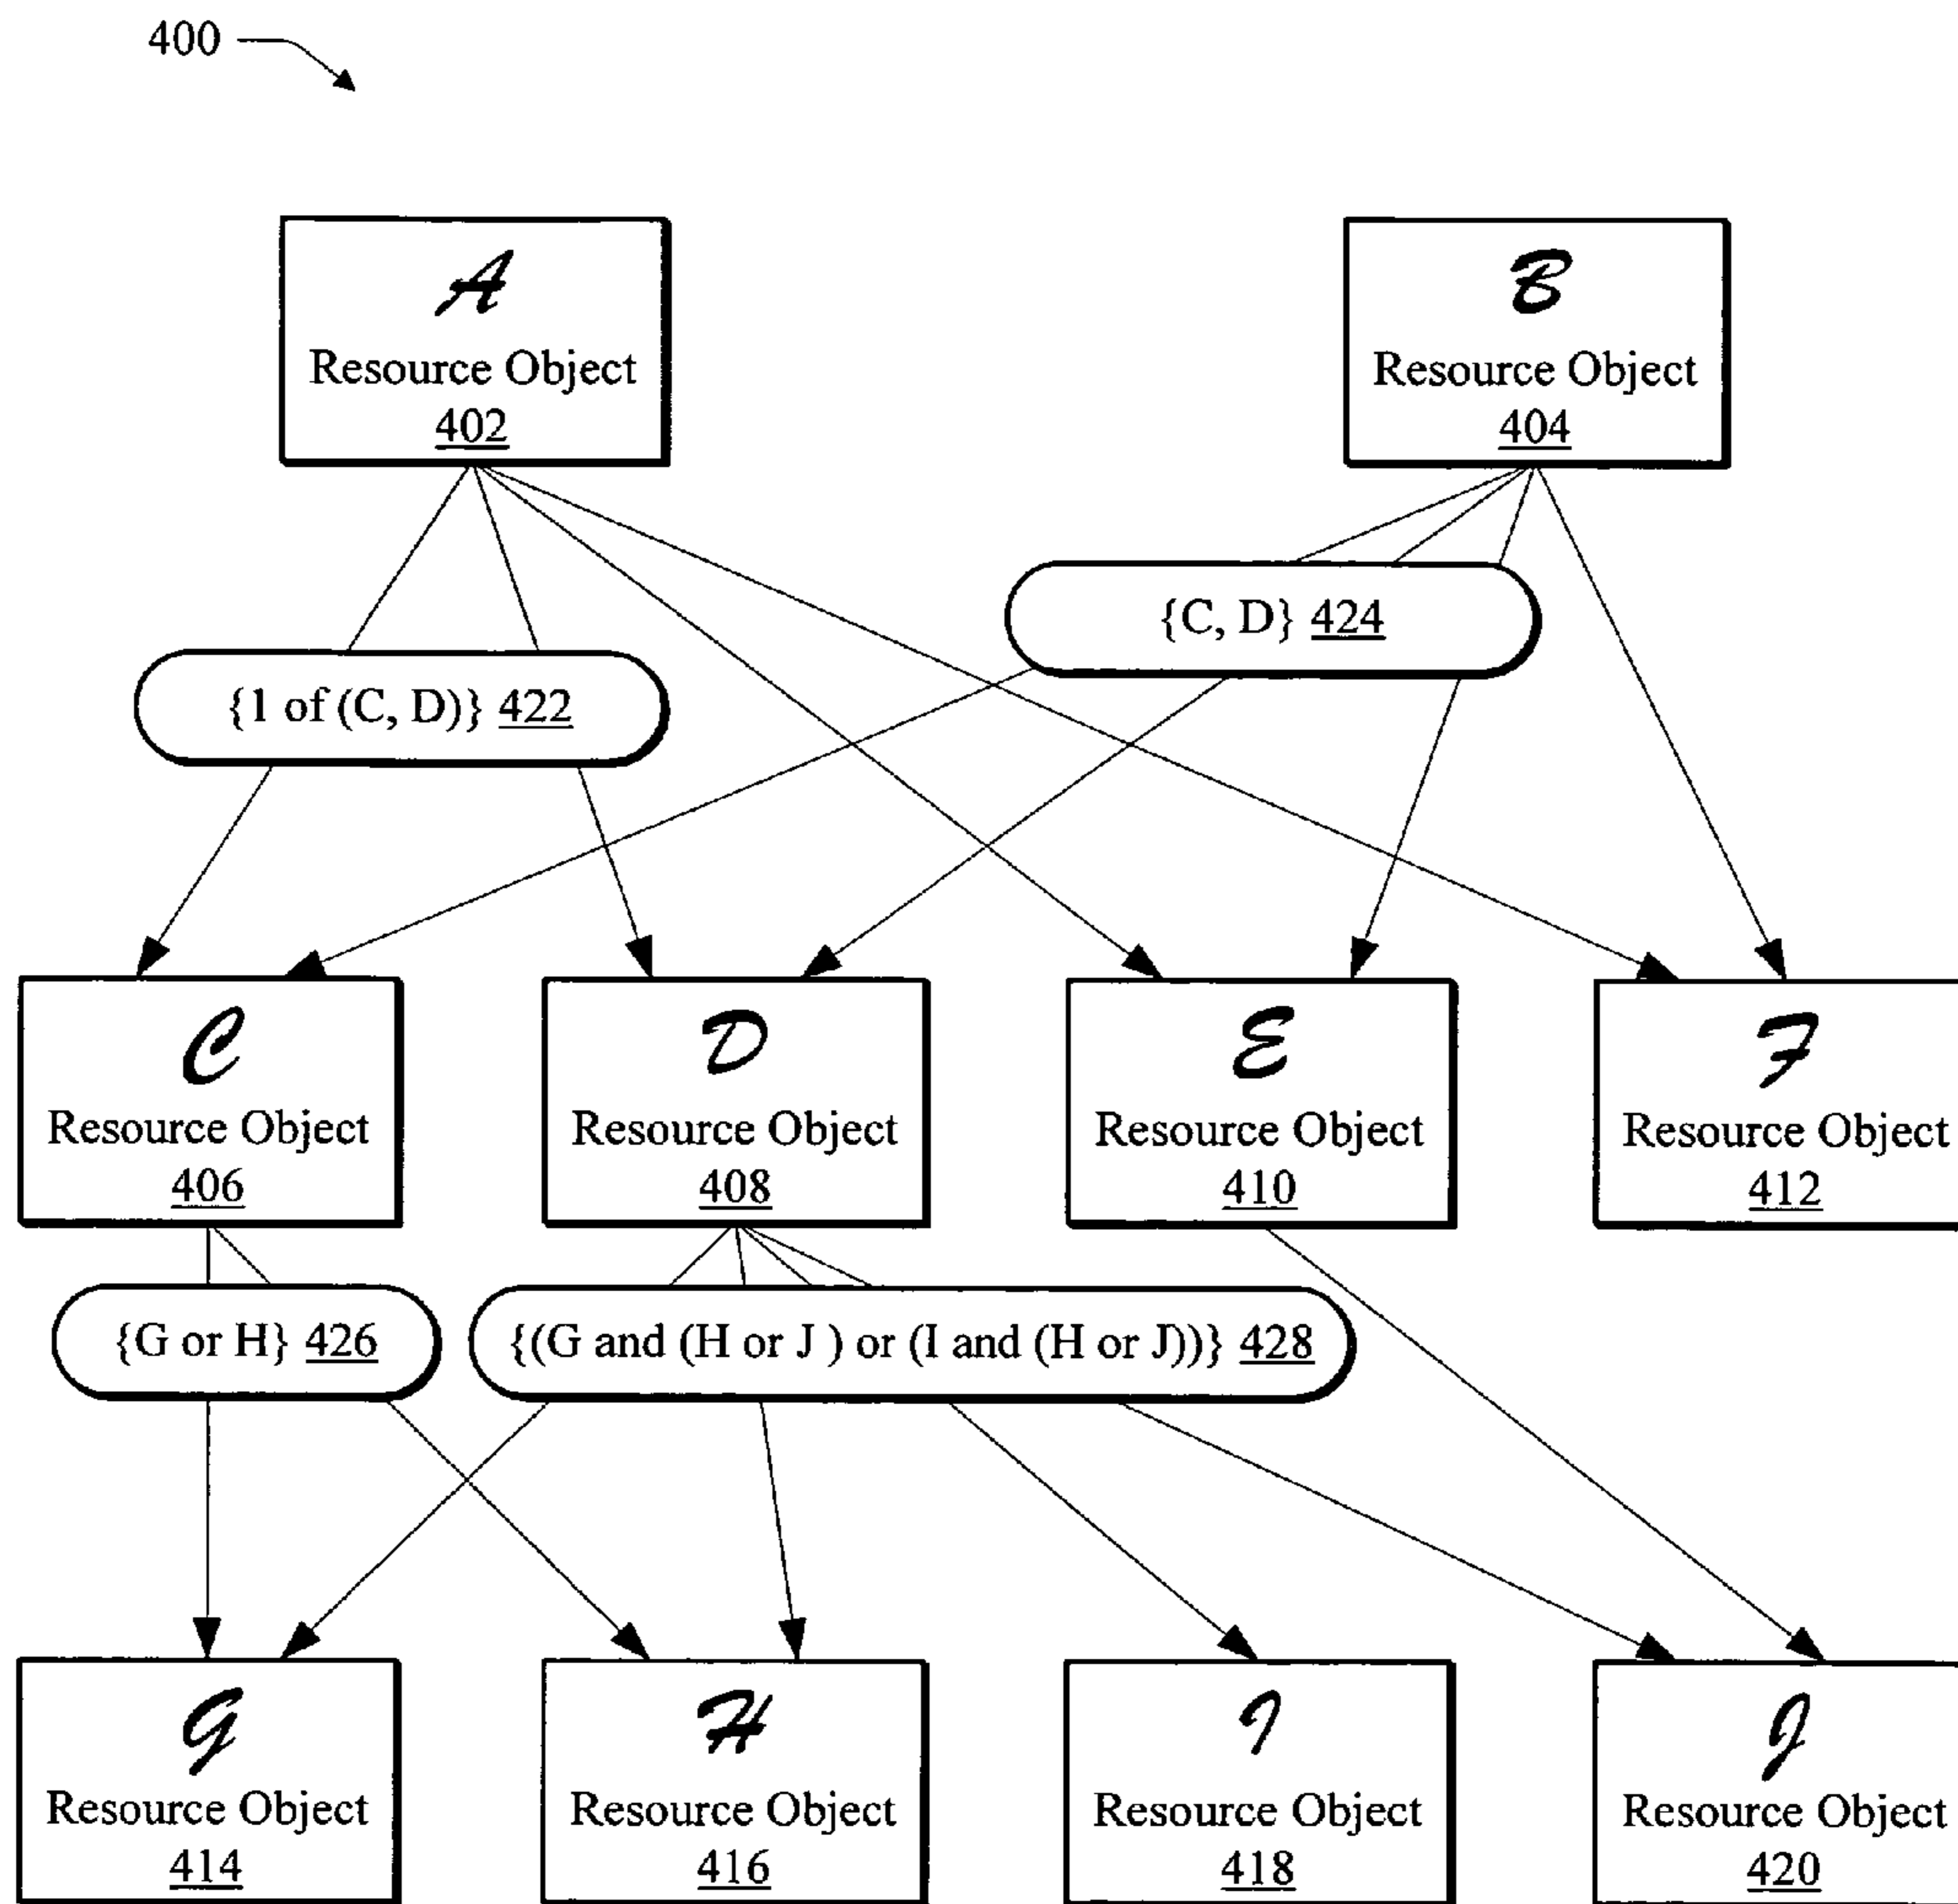 400
A
Resource Object
402
B
Resource Object
404
{C, D} 424
{1 of (C, D)} 422
C
Resource Object
406
D
Resource Object
408
E
Resource Object
410
F
Resource Object
412
{G or H} 426
{(G and (H or J ) or (I and (H or J))} 428
G
Resource Object
414
H
Resource Object
416
I
Resource Object
418
J
Resource Object
420